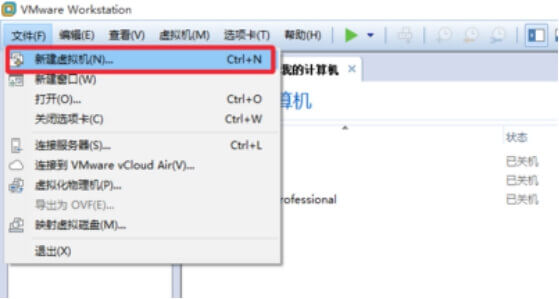 VMware Workstation
文件(F) 编辑(E) 查看(V) 虚拟机(M) 选项卡(T) 帮助(H)
新建虚拟机(N)... Ctrl+N
我的计算机 ×
新建窗口(W)
打开(O)... Ctrl+O
算机
关闭选项卡(C) Ctrl+W
状态
连接服务器(S)... Ctrl+L
已关机
连接到 VMware vCloud Air(V)...
已关机
虚拟化物理机(P)...
rofessional 已关机
导出为 OVF(E)...
映射虚拟磁盘(M)...
退出(X)